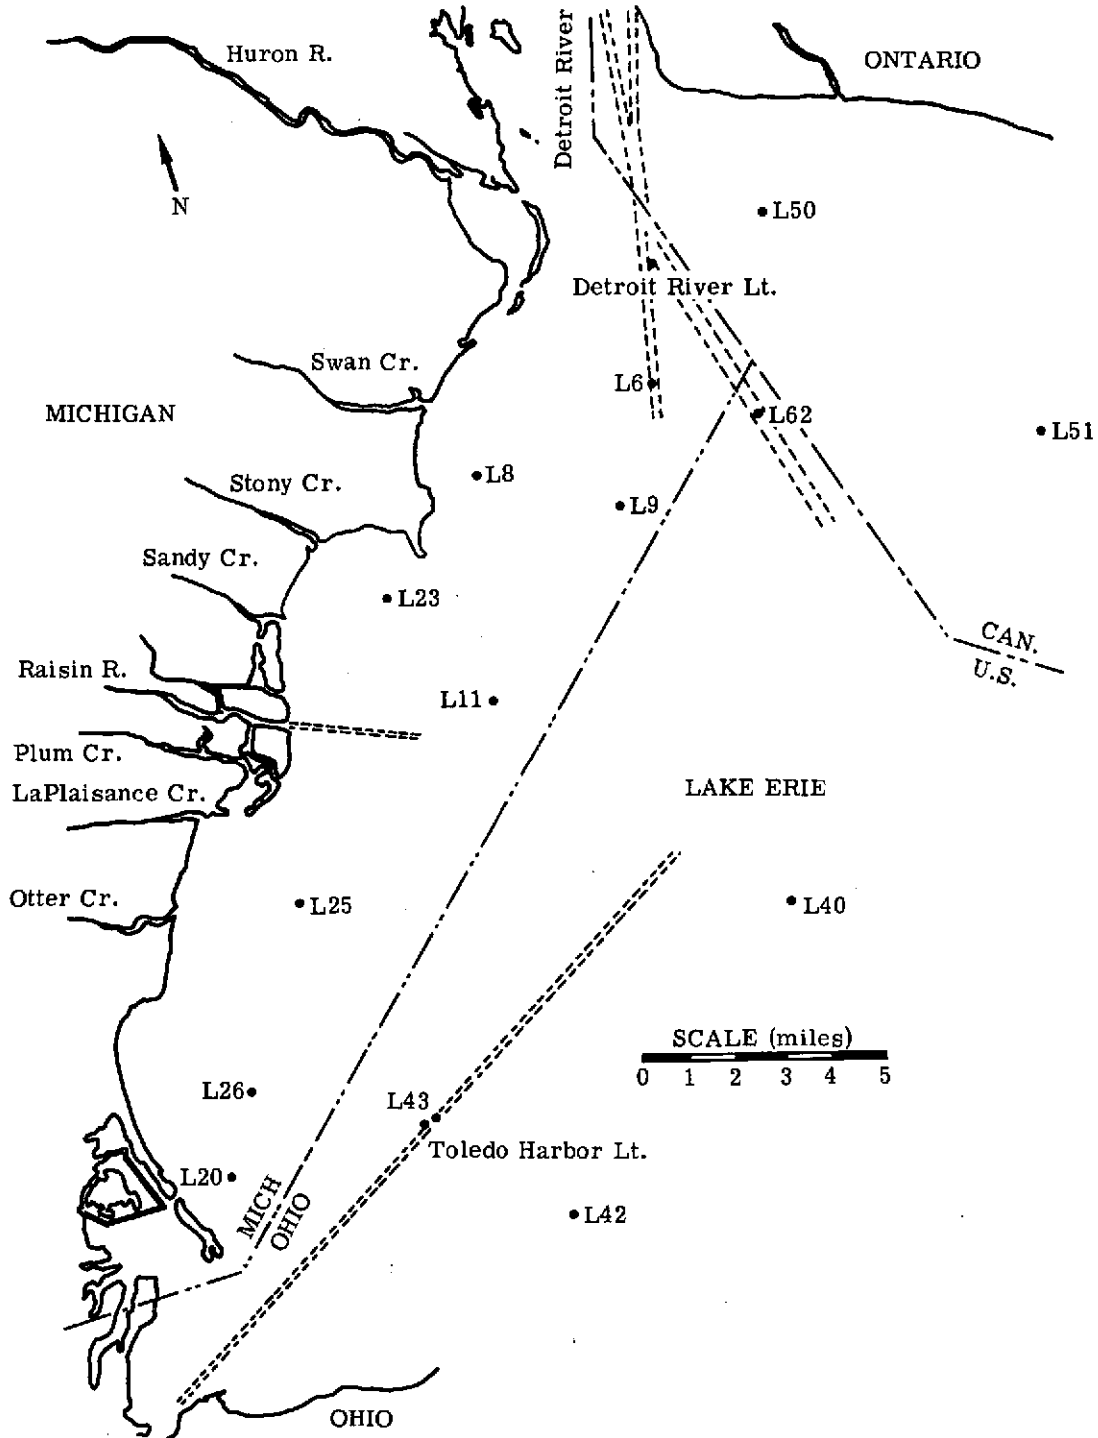 Huron R.
Detroit River
ONTARIO
N
L50
Detroit River Lt.
Swan Cr.
L6
MICHIGAN
L62
L51
L8
Stony Cr.
L9
Sandy Cr.
L23
CAN.
U.S.
Raisin R.
L11
Plum Cr.
LaPlaisance Cr.
LAKE ERIE
Otter Cr.
L25
L40
SCALE (miles)
0 1 2 3 4 5
L26
L43
Toledo Harbor Lt.
L20
MICH
OHIO
L42
OHIO